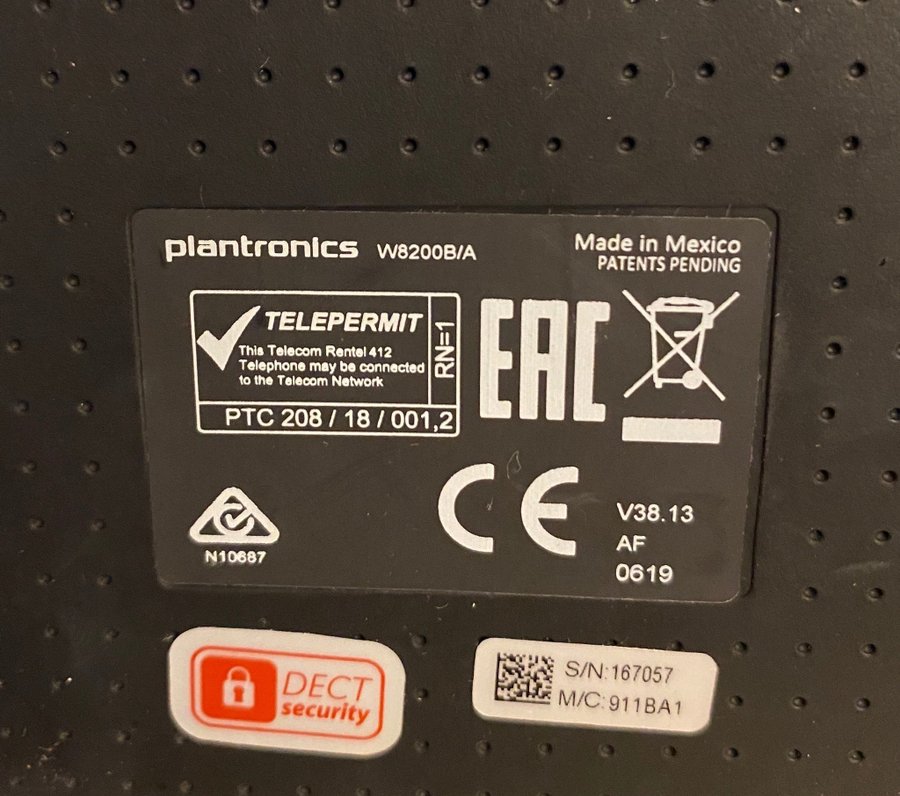 plantronics W8200B/A
Made in Mexico
PATENTS PENDING
TELEPERMIT
This Telecom Rentel 412
Telephone may be connected
to the Telecom Network
RN=1
PTC 208 / 18 / 001,2
EAC
CE
N10687
V38.13
AF
0619
DECT
security
S/N:167057
M/C:911BA1